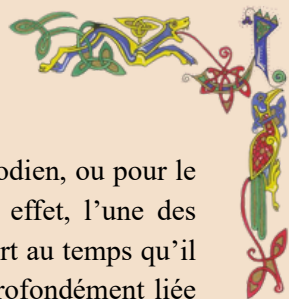 odien, ou pour le
effet, l’une des
rt au temps qu’il
rofondément liée